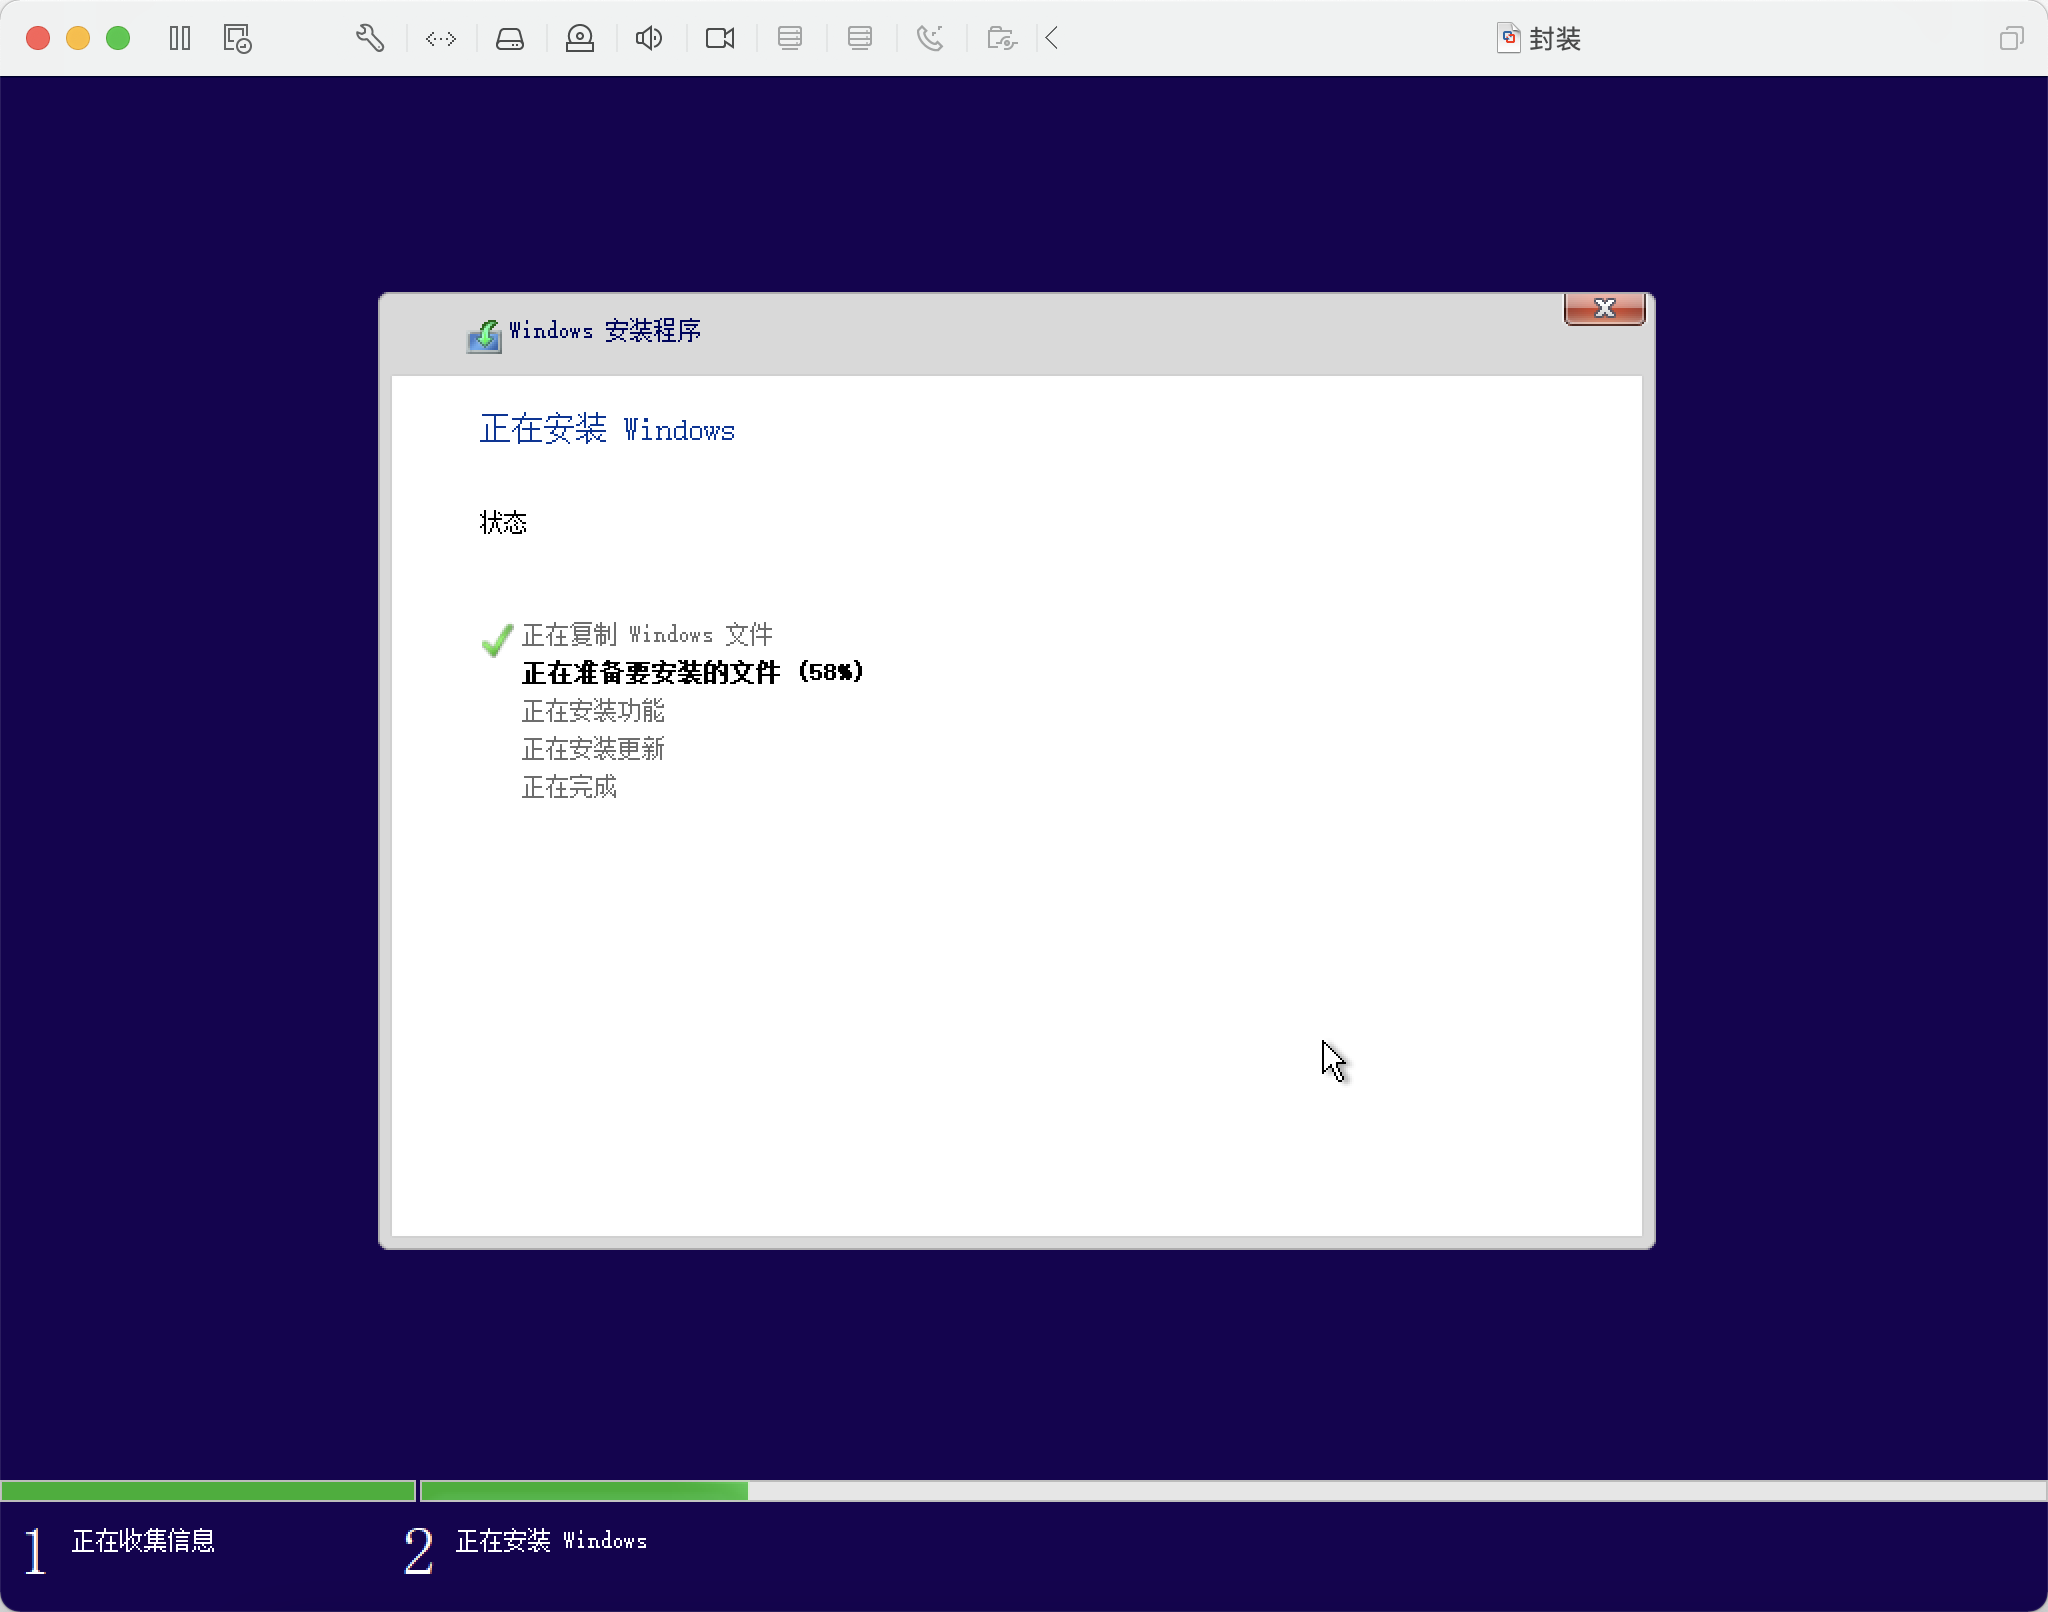 封装
Windows 安装程序
正在安装 Windows
状态
正在复制 Windows 文件
正在准备要安装的文件 (58%)
正在安装功能
正在安装更新
正在完成
1 正在收集信息
2 正在安装 Windows